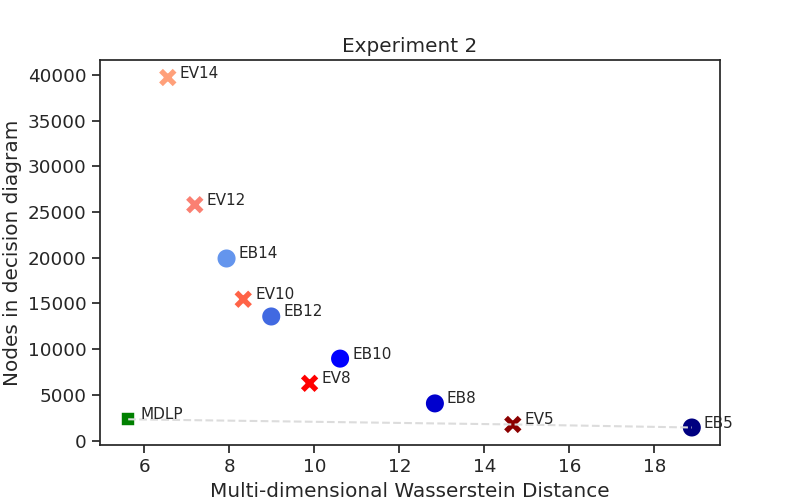 Experiment 2
Nodes in decision diagram
40000
35000
30000
25000
20000
15000
10000
5000
0
EV14
EV12
EB14
EV10
EB12
EB10
EV8
EB8
MDLP
EV5
EB5
6 8 10 12 14 16 18
Multi-dimensional Wasserstein Distance